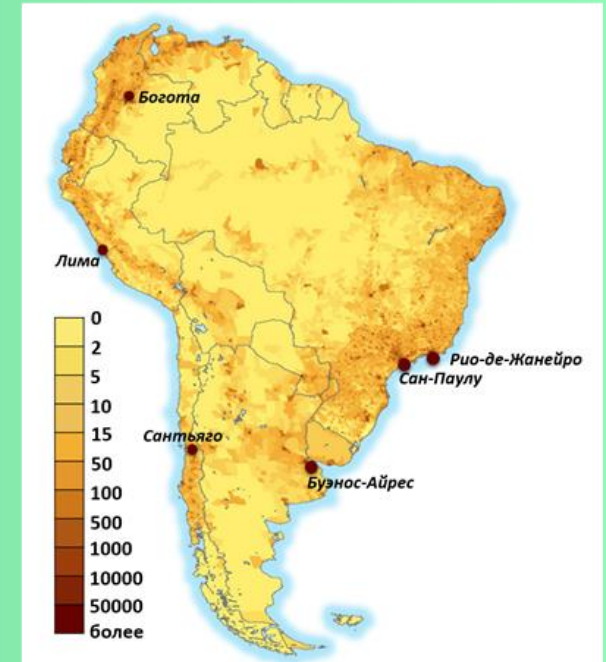 Богота
Лима
0
2
5
10
15
50
100
500
1000
10000
50000
более
Рио-де-Жанейро
Сан-Паулу
Сантьяго
Буэнос-Айрес